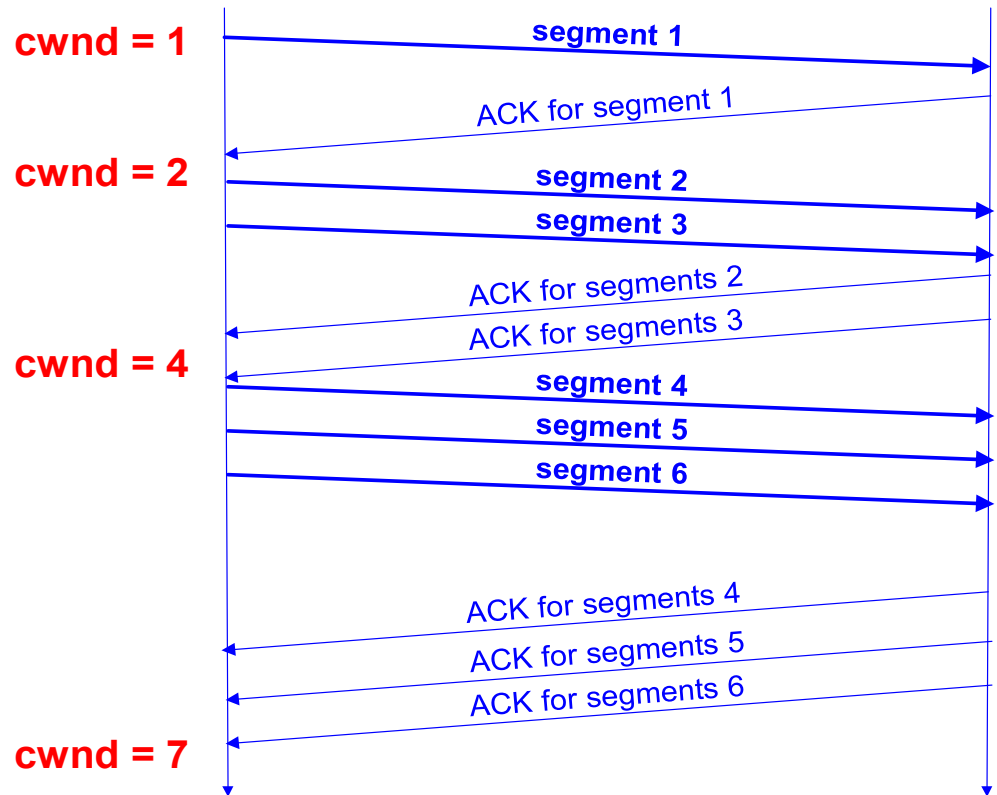 cwnd = 1
segment 1
ACK for segment 1
cwnd = 2
segment 2
segment 3
ACK for segments 2
ACK for segments 3
cwnd = 4
segment 4
segment 5
segment 6
ACK for segments 4
ACK for segments 5
ACK for segments 6
cwnd = 7